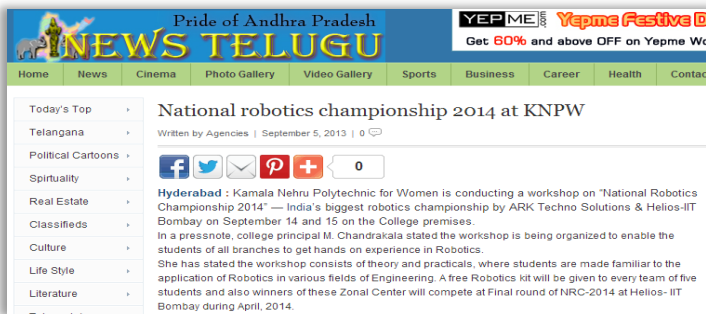 Pride of Andhra Pradesh
NEWS TELUGU
YEPME Yepme Festive D
Get 60% and above OFF on Yepme Wo
Home News Cinema Photo Gallery Video Gallery Sports Business Career Health Contac
Today's Top
Telangana
Political Cartoons
Spirtuality
Real Estate
Classifieds
Culture
Life Style
Literature
National robotics championship 2014 at KNPW
Written by Agencies | September 5, 2013 | 0
0
Hyderabad : Kamala Nehru Polytechnic for Women is conducting a workshop on "National Robotics
Championship 2014" — India's biggest robotics championship by ARK Techno Solutions & Helios-IIT
Bombay on September 14 and 15 on the College premises.
In a pressnote, college principal M. Chandrakala stated the workshop is being organized to enable the
students of all branches to get hands on experience in Robotics.
She has stated the workshop consists of theory and practicals, where students are made familiar to the
application of Robotics in various fields of Engineering. A free Robotics kit will be given to every team of five
students and also winners of these Zonal Center will compete at Final round of NRC-2014 at Helios- IIT
Bombay during April, 2014.